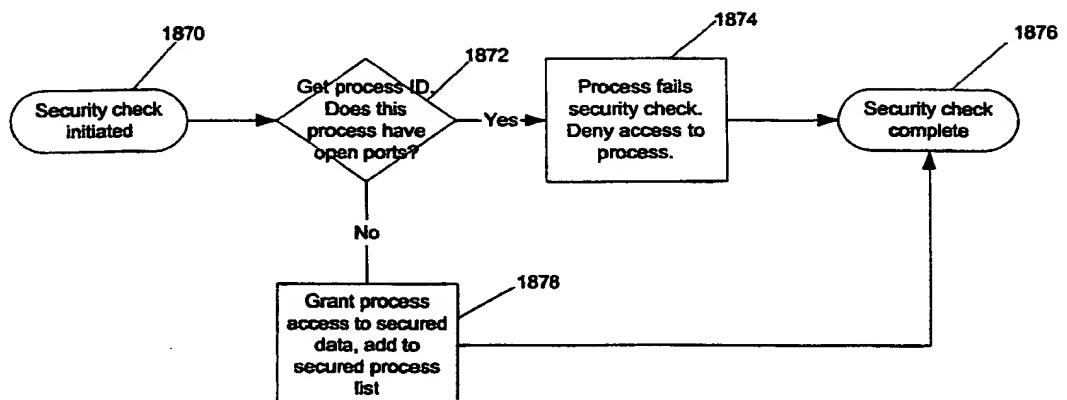 1870
Security check
initiated
1872
Get process ID.
Does this
process have
open ports?
Yes
1874
Process fails
security check.
Deny access to
process.
1876
Security check
complete
No
1878
Grant process
access to secured
data, add to
secured process
list